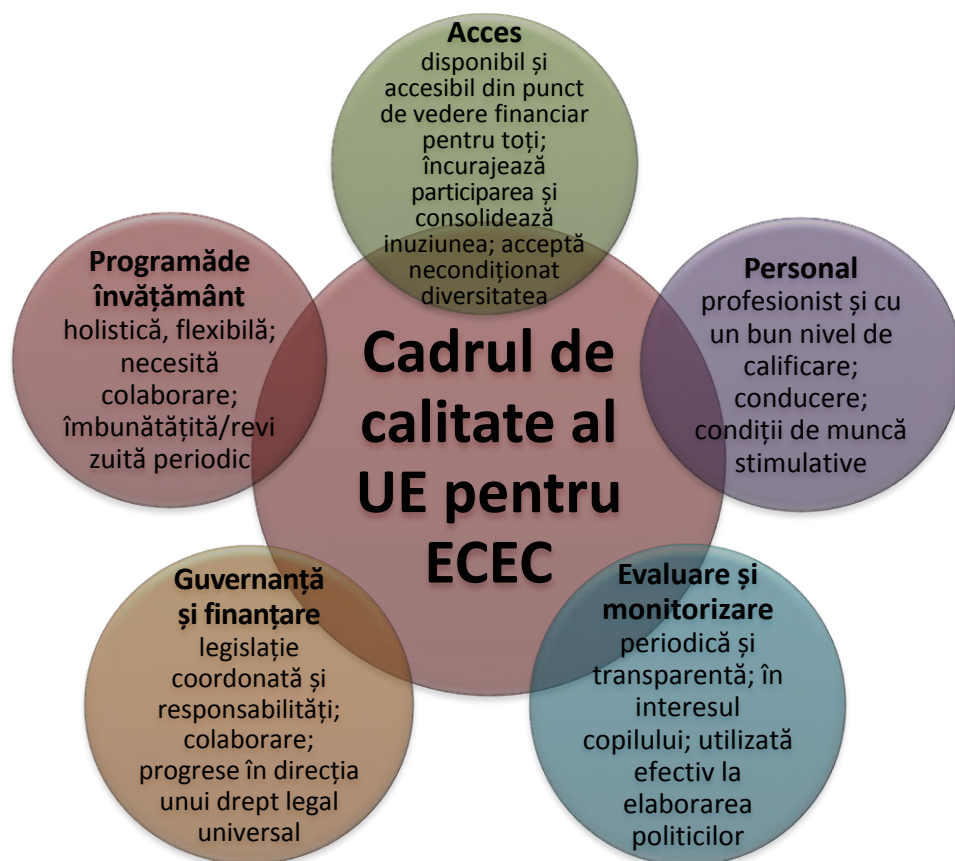 Acces
disponibil și
accesibil din punct
de vedere financiar
pentru toți;
încurajează
participarea și
consolidează
inuziunea; acceptă
necondiționat
diversitatea
Programăde
învățământ
holistică, flexibilă;
necesită
colaborare;
îmbunătățită/revi
zuită periodic
Personal
profesionist și cu
un bun nivel de
calificare;
conducere;
condiții de muncă
stimulative
Cadrul de
calitate al
UE pentru
ECEC
Guvernanță
și finanțare
legislație
coordonată și
responsabilități;
colaborare;
progrese în direcția
unui drept legal
universal
Evaluare și
monitorizare
periodică și
transparentă; în
interesul
copilului; utilizată
efectiv la
elaborarea
politicilor